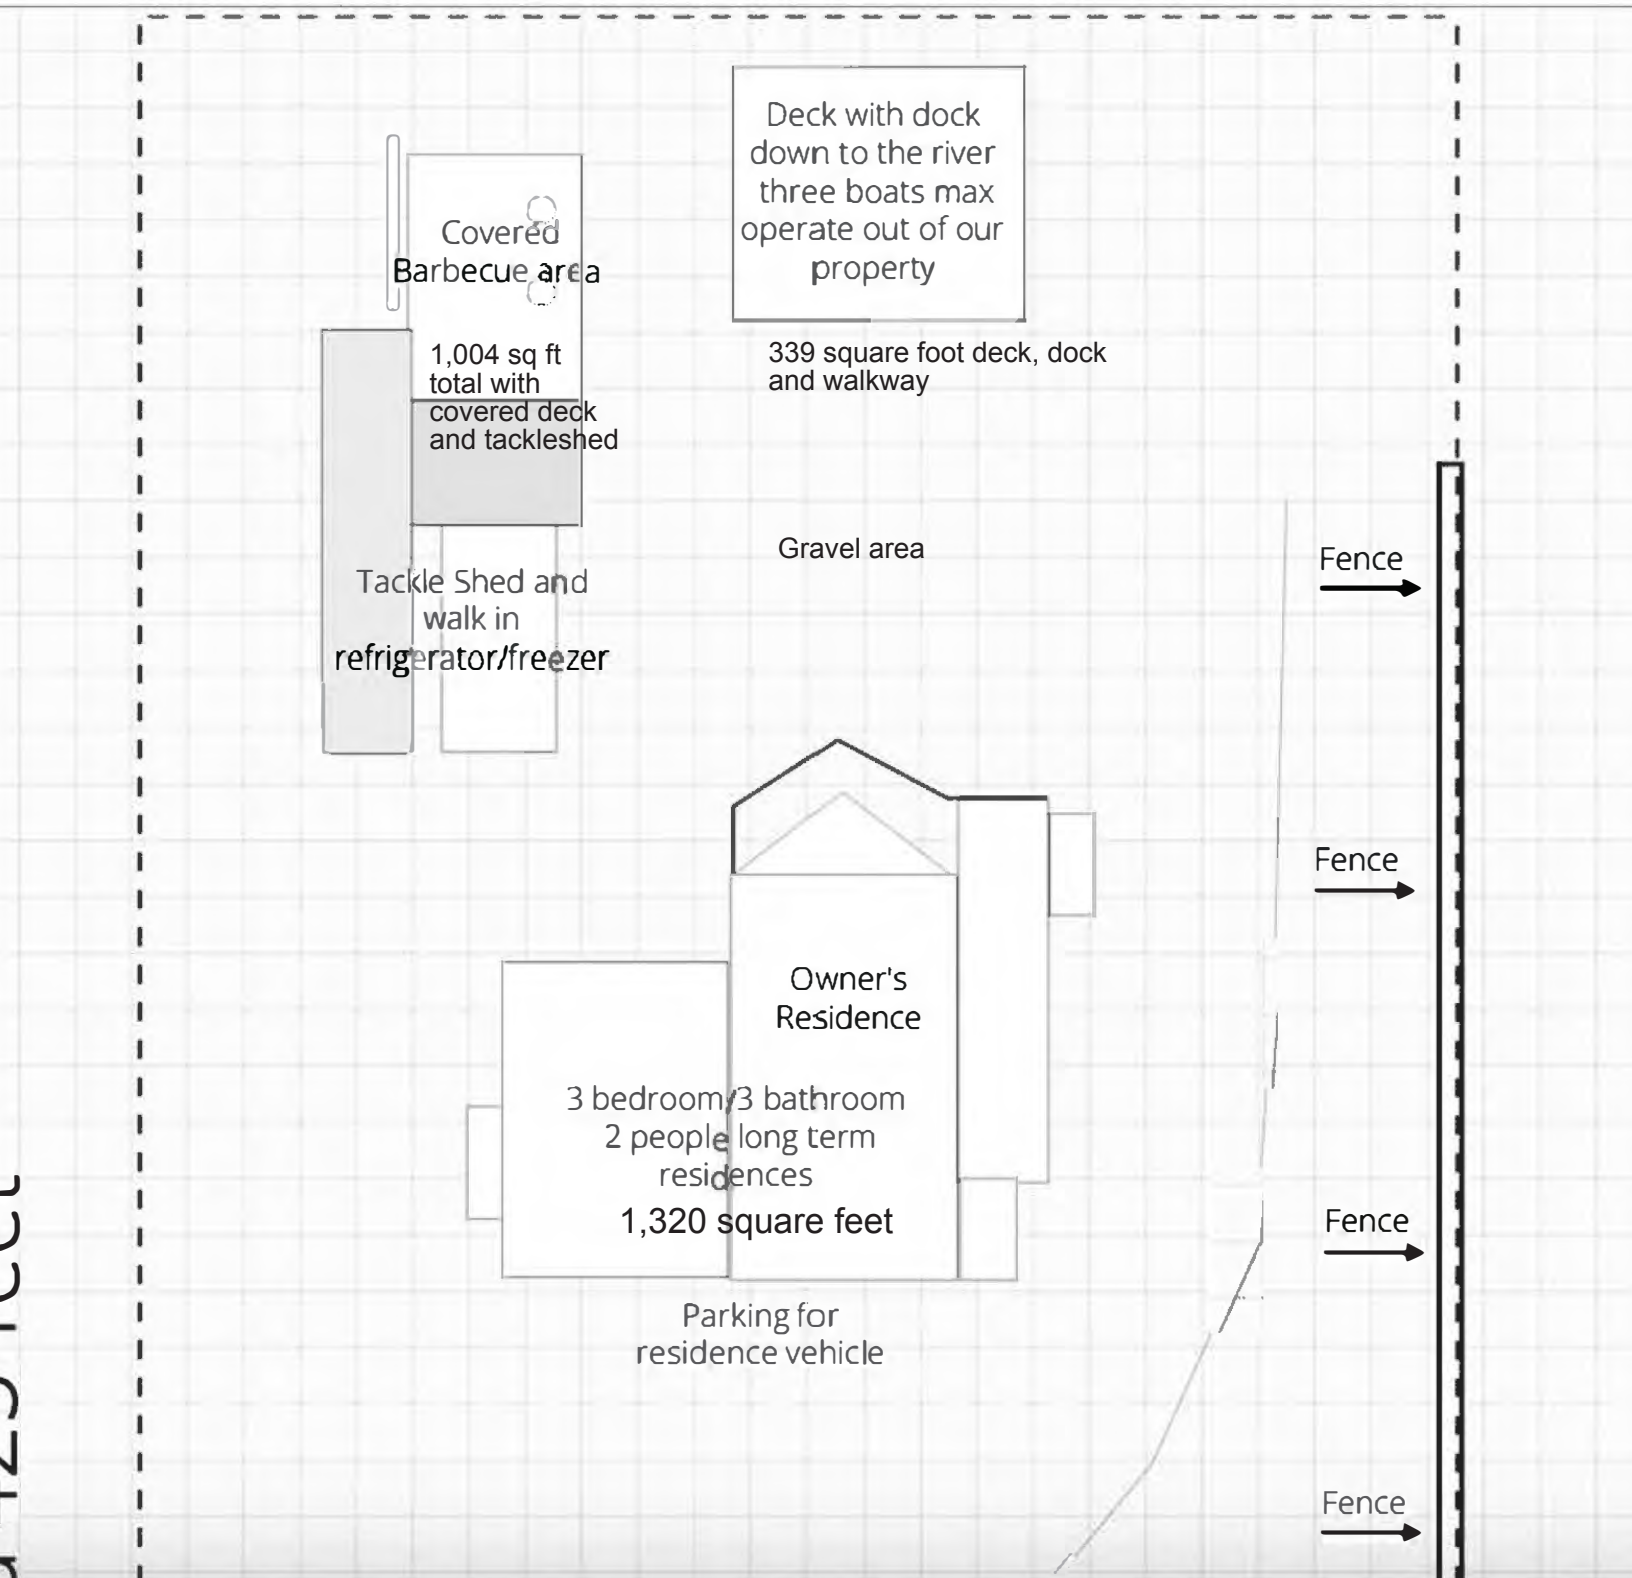 Deck with dock
down to the river
three boats max
operate out of our
property
339 square foot deck, dock
and walkway
Covered
Barbecue area
1,004 sq ft
total with
covered deck
and tackleshed
Tackle Shed and
walk in
refrigerator/freezer
Gravel area
Fence
Fence
Owner's
Residence
3 bedroom/3 bathroom
2 people long term
residences
1,320 square feet
Fence
Parking for
residence vehicle
Fence